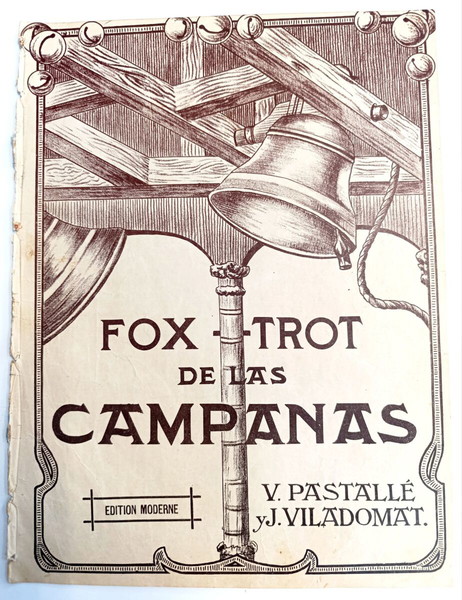 FOX-TROT
DE LAS
CAMPANAS
V. PASTALLÉ
y J. VILADOMAT.
EDITION MODERNE